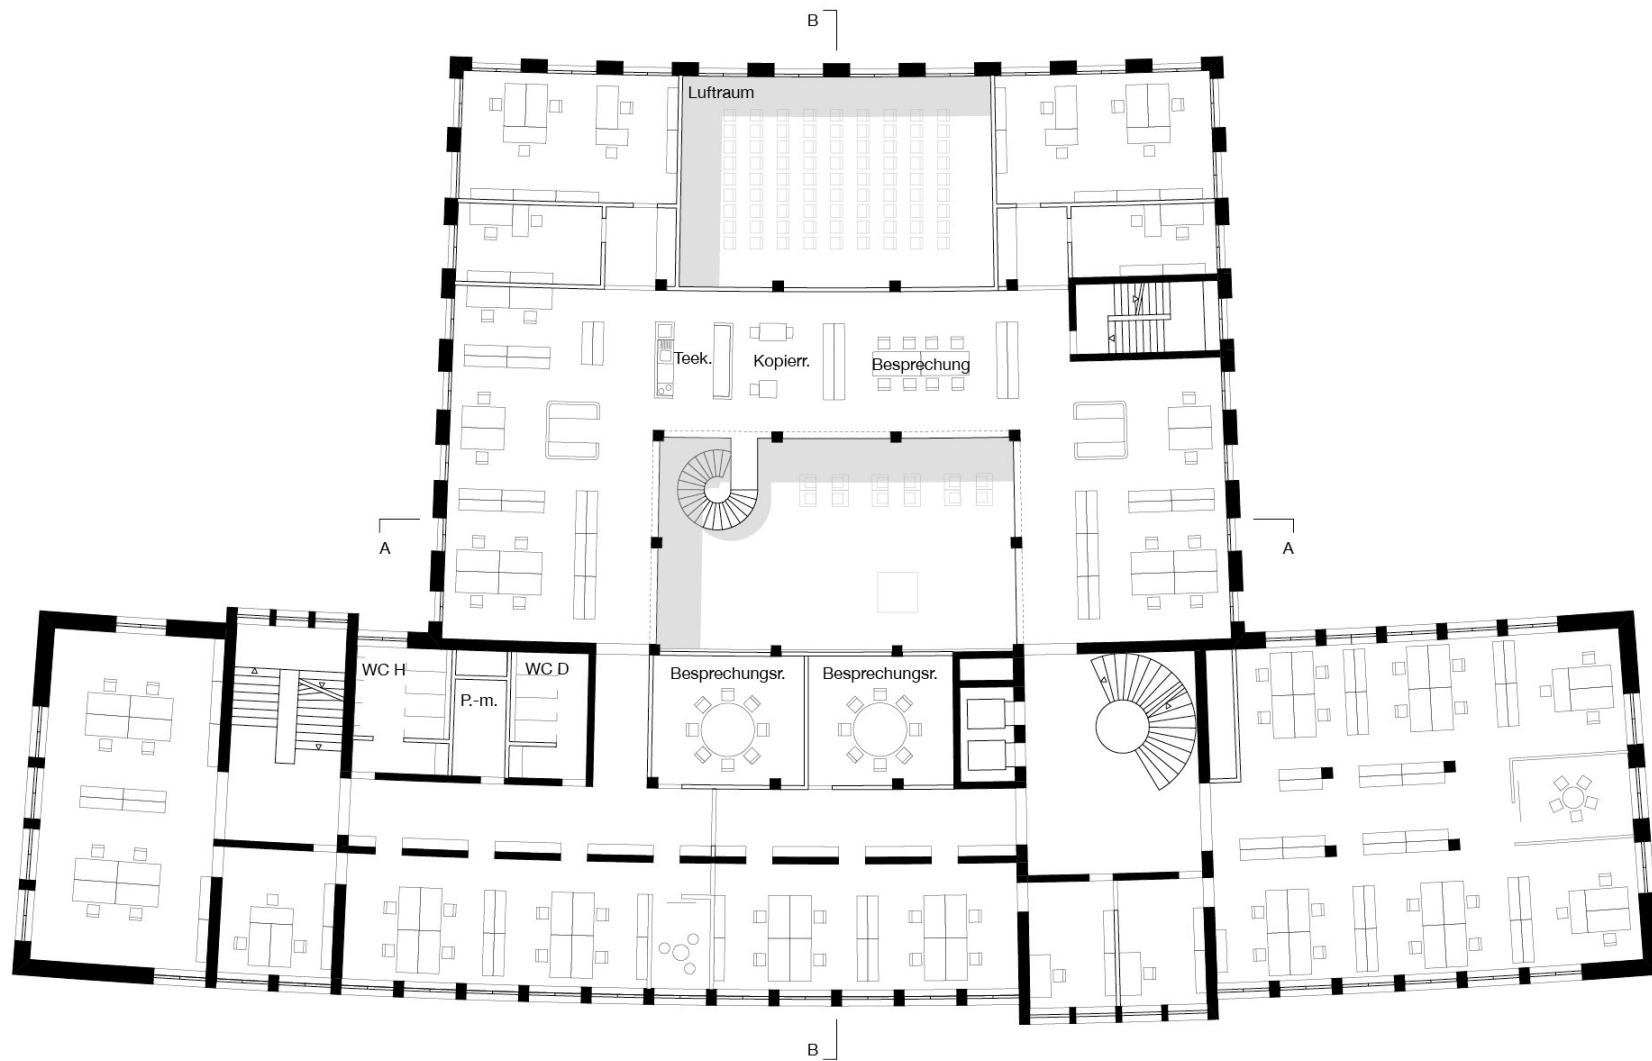 B
Luftraum
Teek.
Kopierr.
Besprechung
A
A
WC H
P.-m.
WC D
Besprechungsr.
Besprechungsr.
B